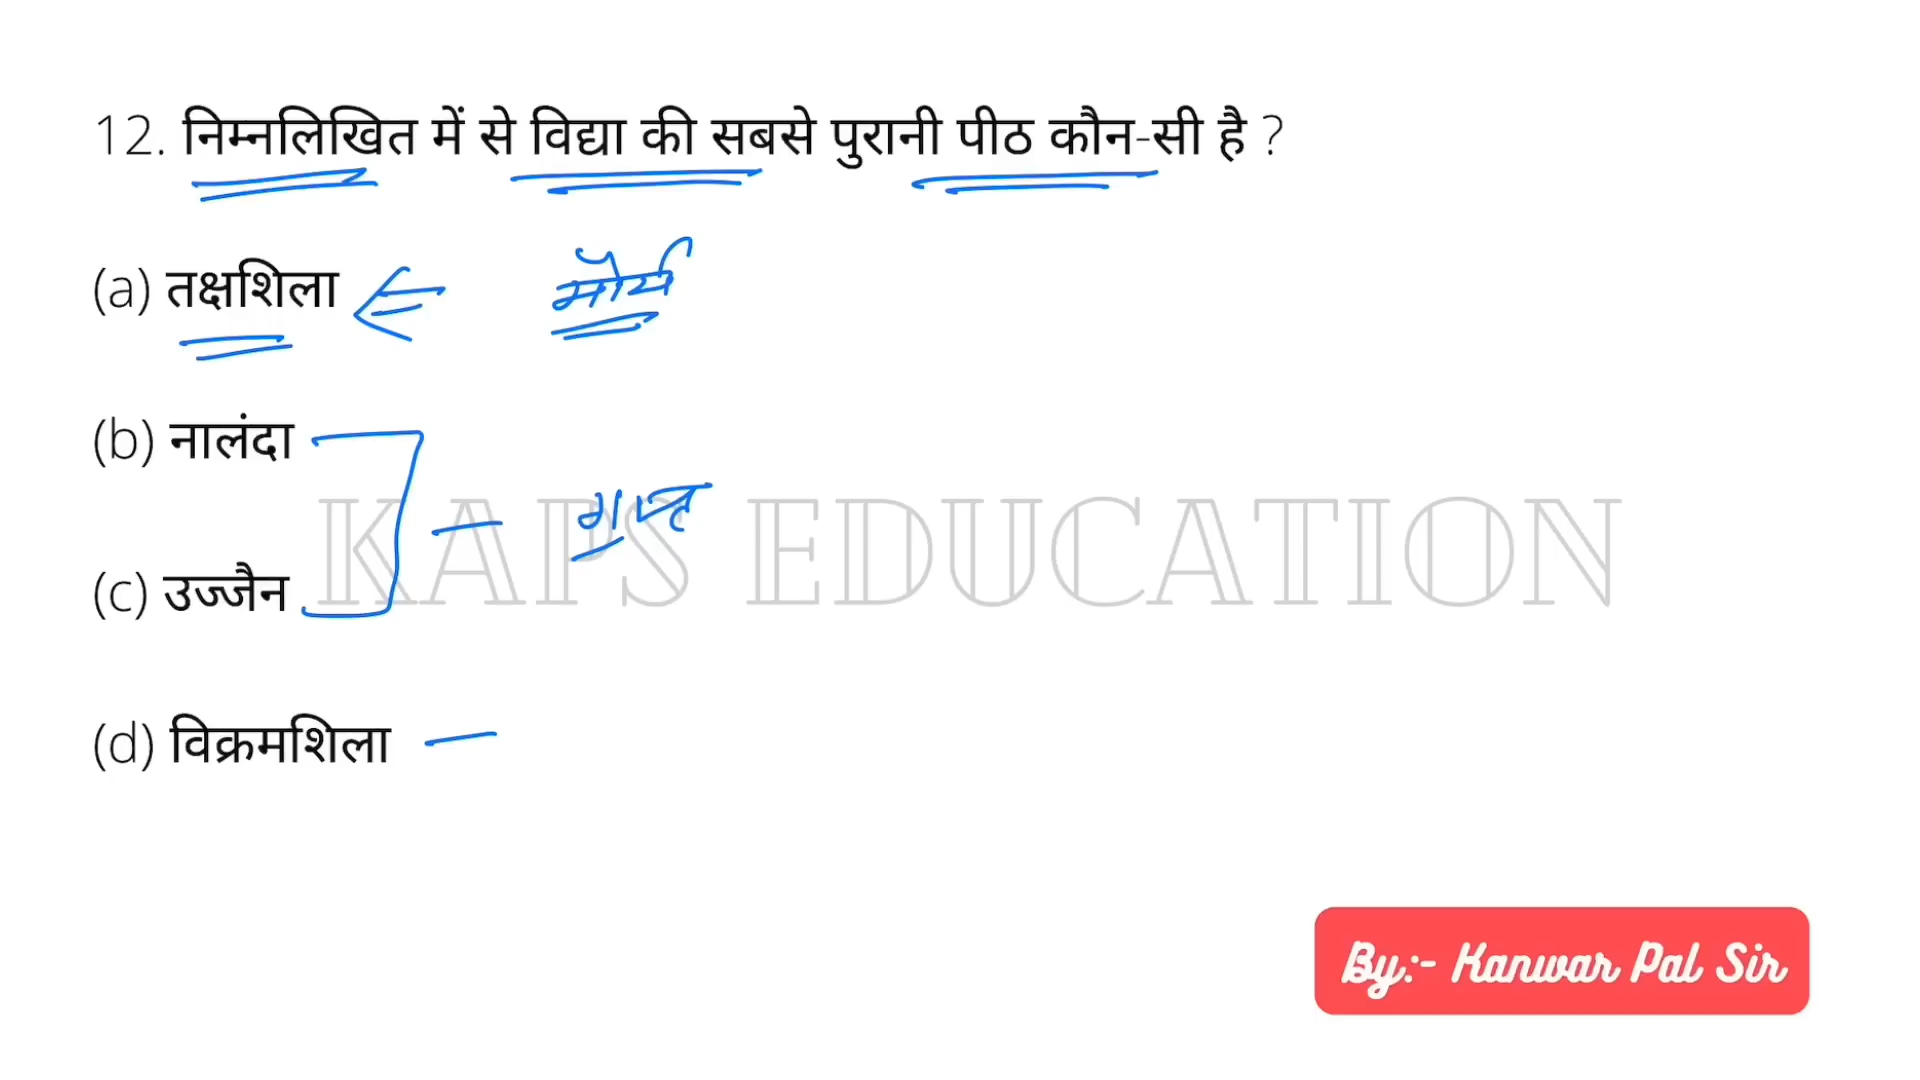 12. निम्नलिखित में से विद्या की सबसे पुरानी पीठ कौन-सी है ?
(a) तक्षशिला
मौर्य
(b) नालंदा
गुप्त
KAPS EDUCATION
(c) उज्जैन
(d) विक्रमशिला
By:- Kanwar Pal Sir